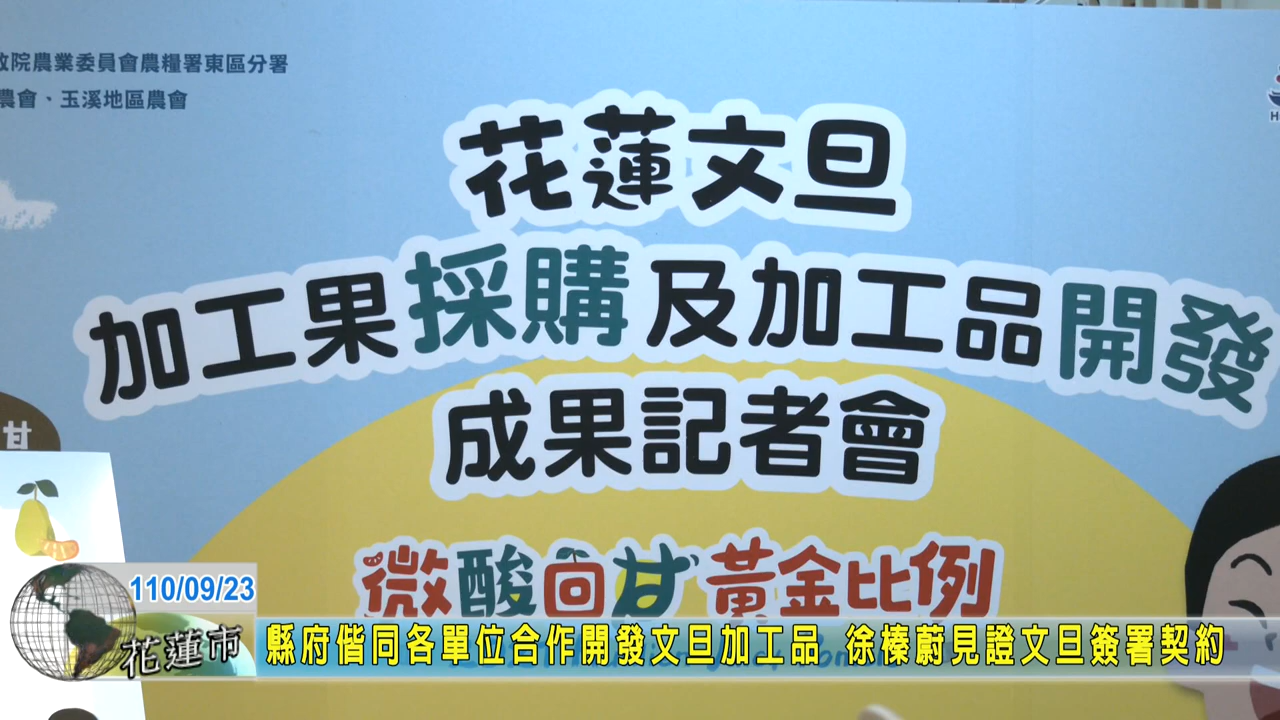 政院農業委員會農糧署東區分署
農會、玉溪地區農會
花蓮文旦
加工果採購及加工品開發
成果記者會
甘
微酸回甘黃金比例
110/09/23
花蓮市
縣府偕同各單位合作開發文旦加工品 徐榛蔚見證文旦簽署契約